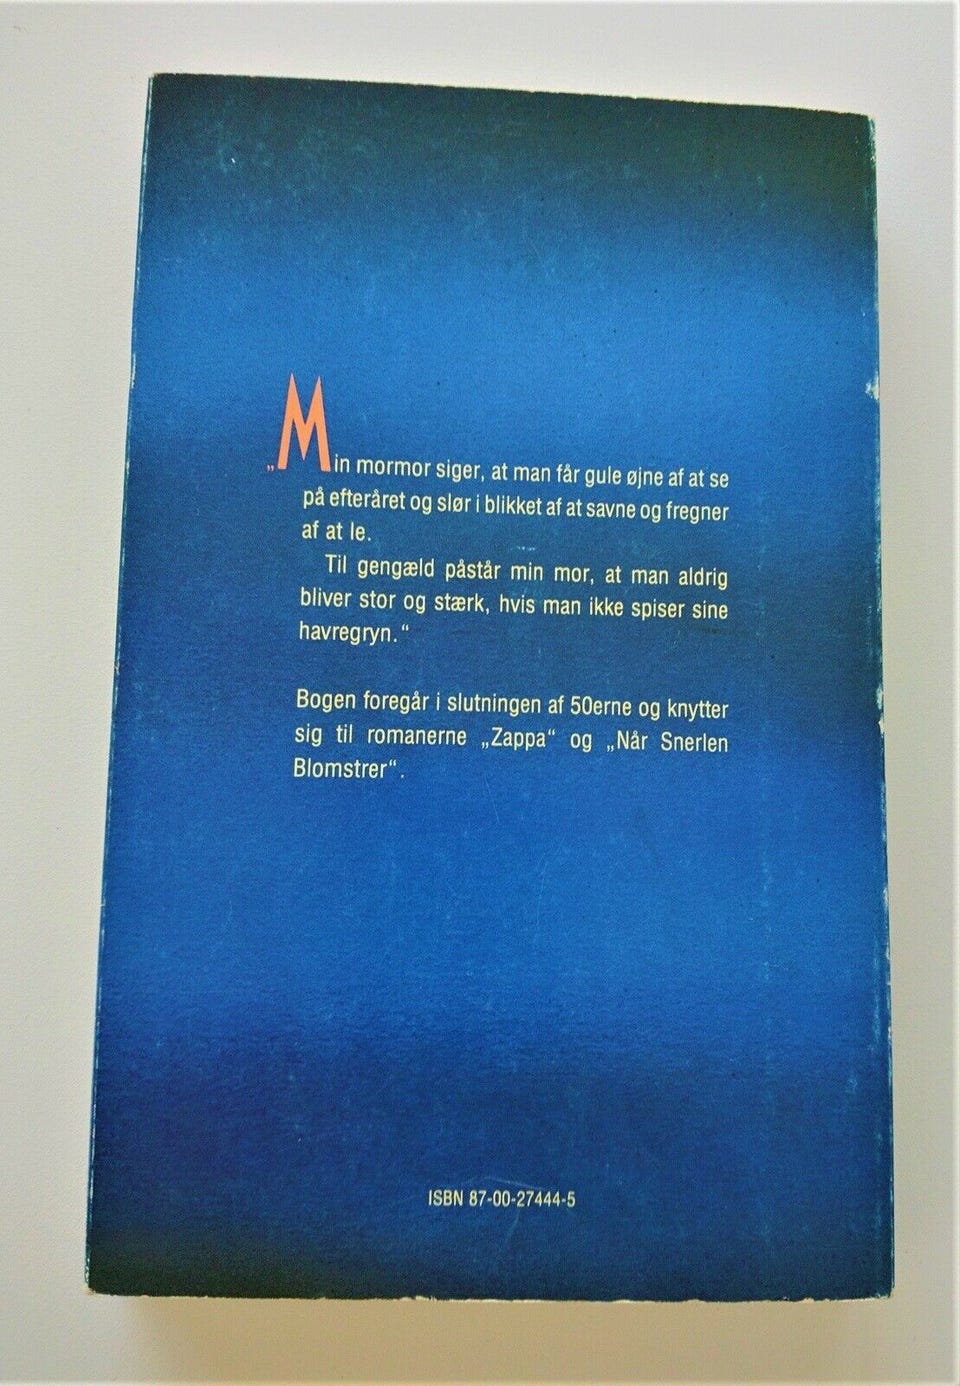 „Min mormor siger, at man får gule øjne af at se
på efteråret og slør i blikket af at savne og fregner
af at le.
Til gengæld påstår min mor, at man aldrig
bliver stor og stærk, hvis man ikke spiser sine
havregryn.“
Bogen foregår i slutningen af 50erne og knytter
sig til romanerne „Zappa“ og „Når Snerlen
Blomstrer“.
ISBN 87-00-27444-5